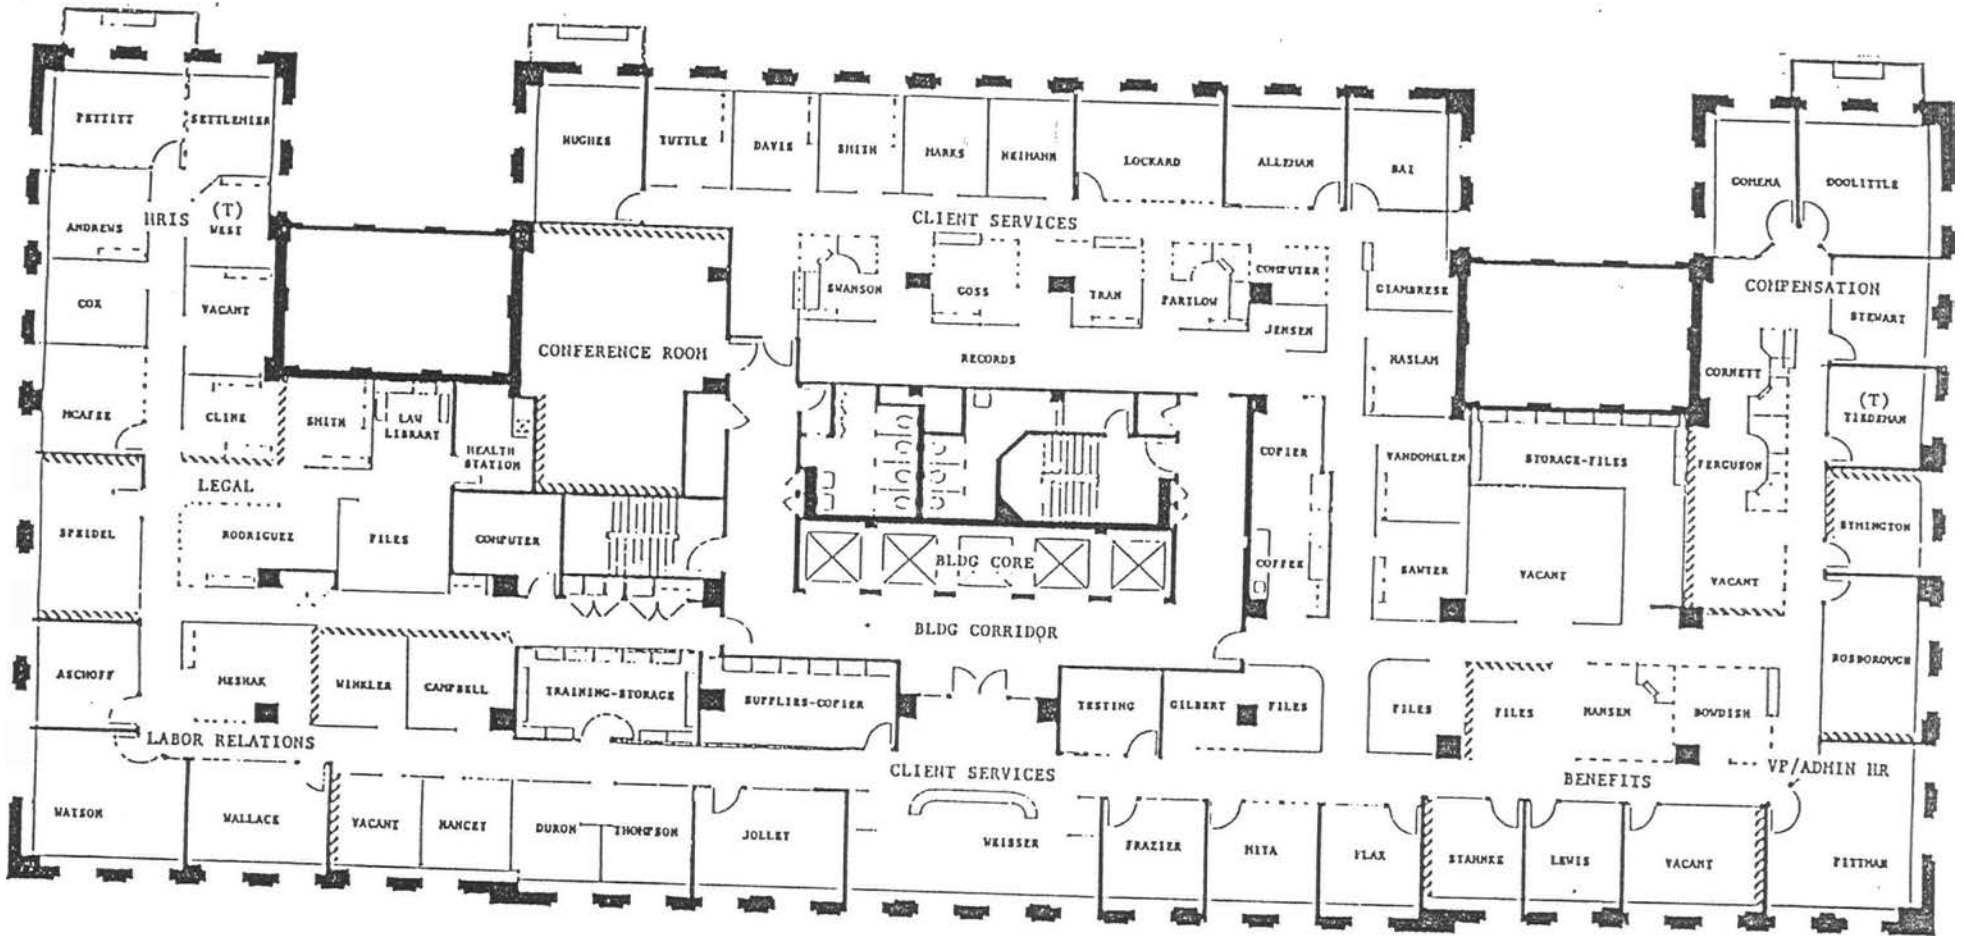 PETTITT
SETTLEMIER
HUGHES
TUTTLE
DAVIS
SMITH
MARKS
NEIMANN
LOCKARD
ALLEMAN
BAI
GOMEMA
DOOLITTLE
ANDREWS
HRIS
(T)
WEST
CLIENT SERVICES
COX
VACANT
SWANSON
GOSS
TRAN
PARTLOW
COMPUTER
GIAMBRESE
JENSEN
COMPENSATION
STEWART
CONFERENCE ROOM
RECORDS
HASLAM
CORNETT
(T)
TIEDEMAN
MCAFEE
CLINE
SMITH
LAW
LIBRARY
HEALTH
STATION
COPIER
VANDOMELEN
STORAGE-FILES
FERGUSON
LEGAL
SPEIDEL
RODRIGUEZ
FILES
COMPUTER
BLDG CORE
COFFEE
SAWYER
VACANT
VACANT
SYMINGTON
BLDG CORRIDOR
ASCHOFF
MESHAK
WINKLER
CAMPBELL
TRAINING-STORAGE
SUPPLIES-COPIER
TESTING
GILBERT
FILES
FILES
FILES
HANSEN
BOWDISH
ROSBOROUGH
LABOR RELATIONS
CLIENT SERVICES
BENEFITS
VP/ADMIN HR
WATSON
WALLACE
VACANT
DURON
THOMPSON
JOLLEY
WEISSER
FRAZIER
MIYA
FLAX
STAHNKE
LEWIS
VACANT
PITTMAN